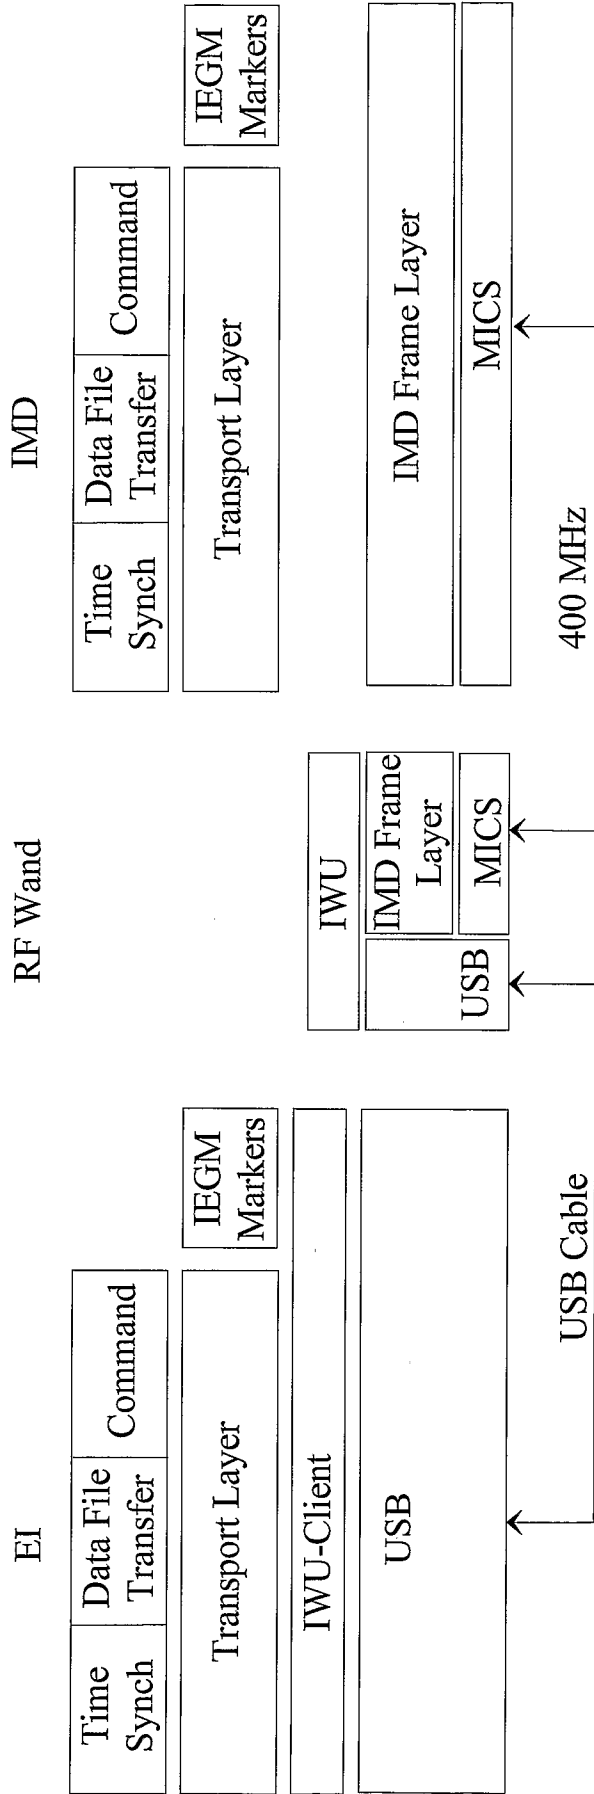 EI
RF Wand
IMD
Time
Synch
Data File
Transfer
Command
Time
Synch
Data File
Transfer
Command
Transport Layer
IEGM
Markers
Transport Layer
IEGM
Markers
IWU-Client
IWU
USB
USB
IMD Frame
Layer
MICS
IMD Frame Layer
MICS
USB Cable
400 MHz